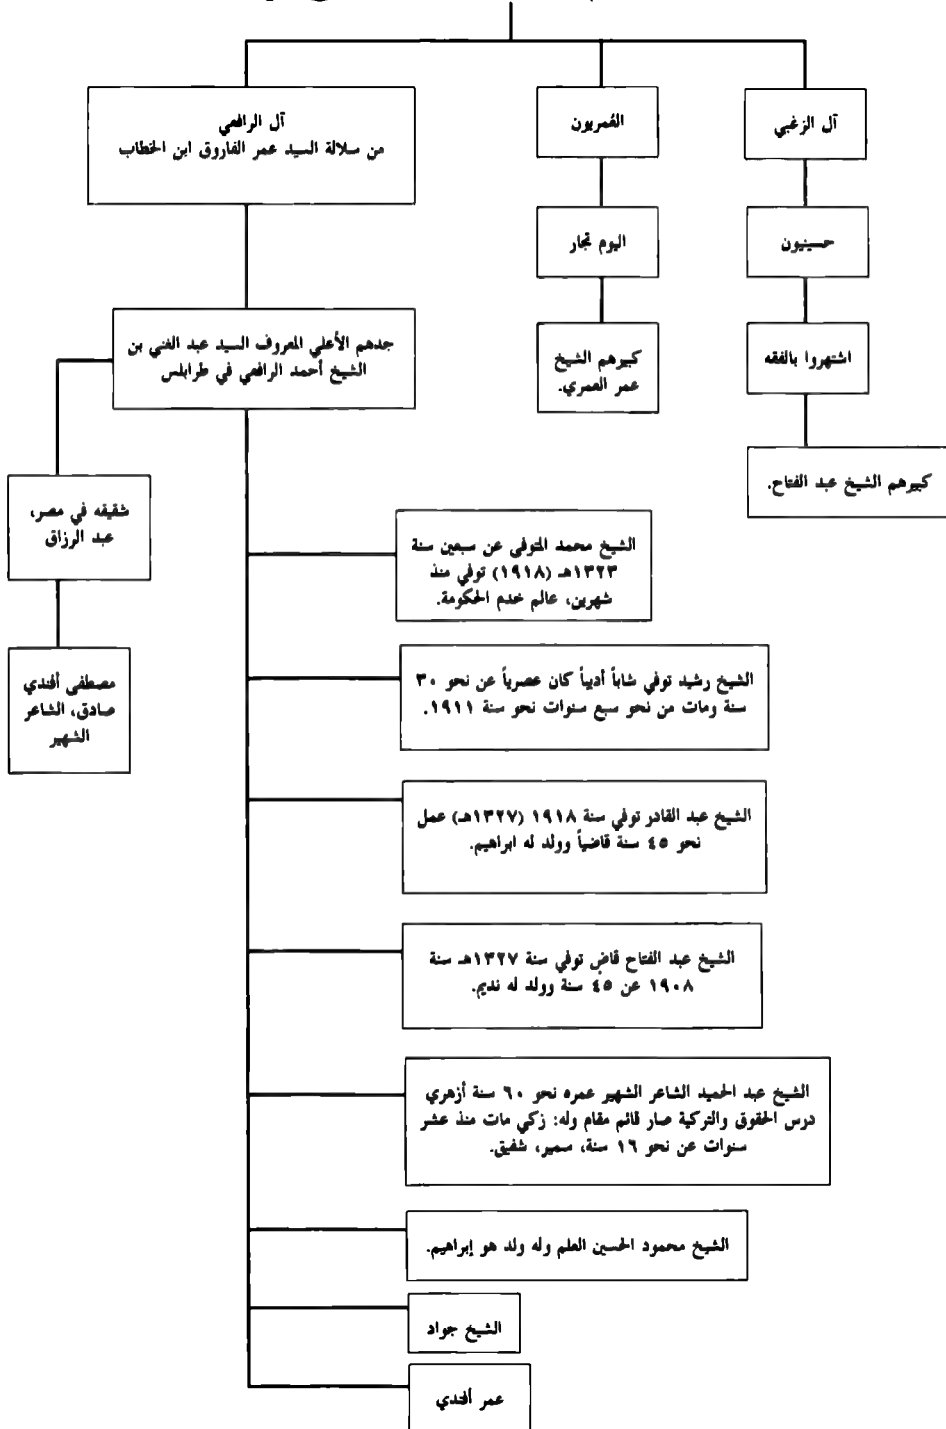 آل الزغبي
العُمريون
آل الرافعي
من سلالة السيد عمر الفاروق ابن الخطاب
حسينيون
اليوم تجار
اشتهروا بالفقه
كبيرهم الشيخ
عمر العمري.
جدهم الأعلي المعروف السيد عبد الغني بن
الشيخ أحمد الرافعي في طرابلس
كبيرهم الشيخ عبد الفتاح.
شقيقه في مصر،
عبد الرزاق
مصطفى أفندي
صادق، الشاعر
الشهير
الشيخ محمد المتوفى عن سبعين سنة
١٣٢٣هـ (١٩١٨) توفي منذ
شهرين، عالم خدم الحكومة.
الشيخ رشيد توفي شاباً أديباً كان عصرياً عن نحو ٣٠
سنة ومات من نحو سبع سنوات نحو سنة ١٩١١.
الشيخ عبد القادر توفي سنة ١٩١٨ (١٣٢٧هـ) عمل
نحو ٤٥ سنة قاضياً وولد له ابراهيم.
الشيخ عبد الفتاح قاضٍ توفي سنة ١٣٢٧هـ سنة
١٩٠٨ عن ٤٥ سنة وولد له نديم.
الشيخ عبد الحميد الشاعر الشهير عمره نحو ٦٠ سنة أزهري
درس الحقوق والتركية صار قائم مقام وله: زكي مات منذ عشر
سنوات عن نحو ١٦ سنة، سمير، شفيق.
الشيخ محمود الحسين العلم وله ولد هو إبراهيم.
الشيخ جواد
عمر أفندي